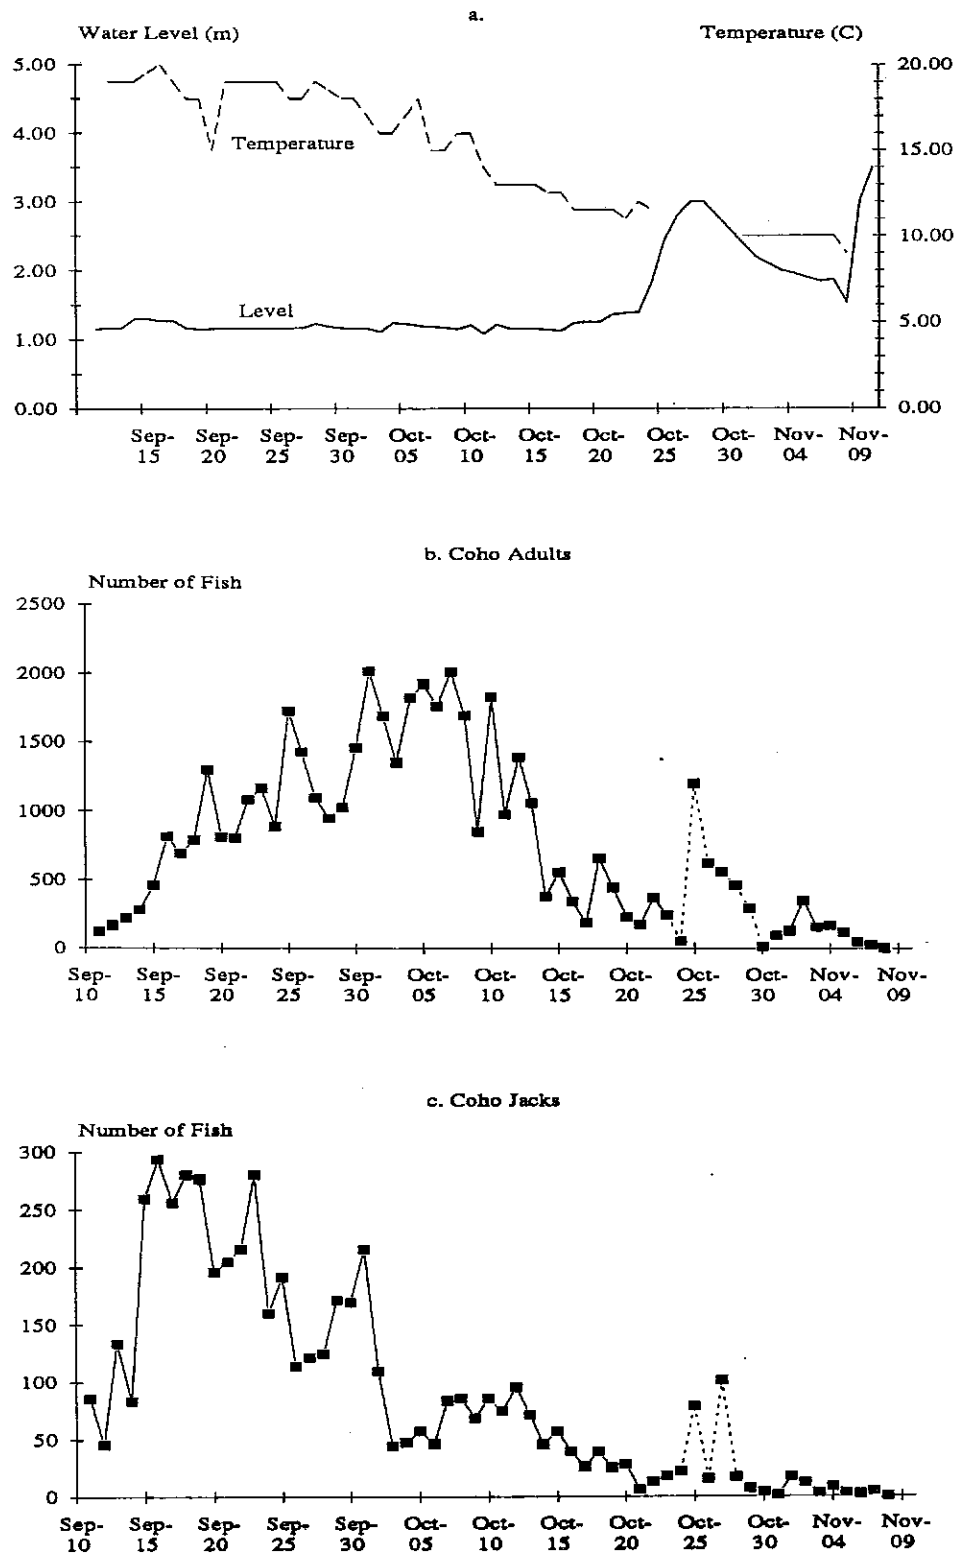 a.
Water Level (m) Temperature (C)
5.00 20.00
4.00 15.00
3.00 10.00
2.00 5.00
1.00 0.00
0.00
Temperature
Level
Sep- Sep- Sep- Sep- Oct- Oct- Oct- Oct- Oct- Oct- Nov- Nov-
15 20 25 30 05 10 15 20 25 30 04 09
b. Coho Adults
Number of Fish
2500
2000
1500
1000
500
0
Sep- Sep- Sep- Sep- Sep- Oct- Oct- Oct- Oct- Oct- Oct- Nov- Nov-
10 15 20 25 30 05 10 15 20 25 30 04 09
c. Coho Jacks
Number of Fish
300
250
200
150
100
50
0
Sep- Sep- Sep- Sep- Sep- Oct- Oct- Oct- Oct- Oct- Oct- Nov- Nov-
10 15 20 25 30 05 10 15 20 25 30 04 09